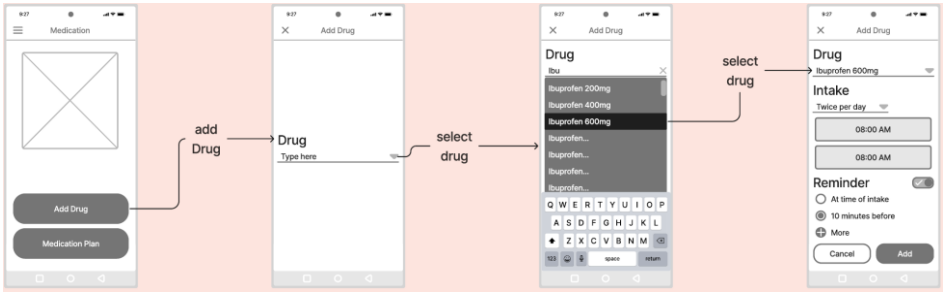 9:27
Medication
Add Drug
Medication Plan
add
Drug
9:27
Add Drug
Drug
Type here
select
drug
9:27
Add Drug
Drug
Ibu
Ibuprofen 200mg
Ibuprofen 400mg
Ibuprofen 600mg
Ibuprofen...
Ibuprofen...
Ibuprofen...
Ibuprofen...
Q W E R T Y U I O P
A S D F G H J K L
Z X C V B N M
123 space return
select
drug
9:27
Add Drug
Drug
Ibuprofen 600mg
Intake
Twice per day
08:00 AM
08:00 AM
Reminder
At time of intake
10 minutes before
More
Cancel Add